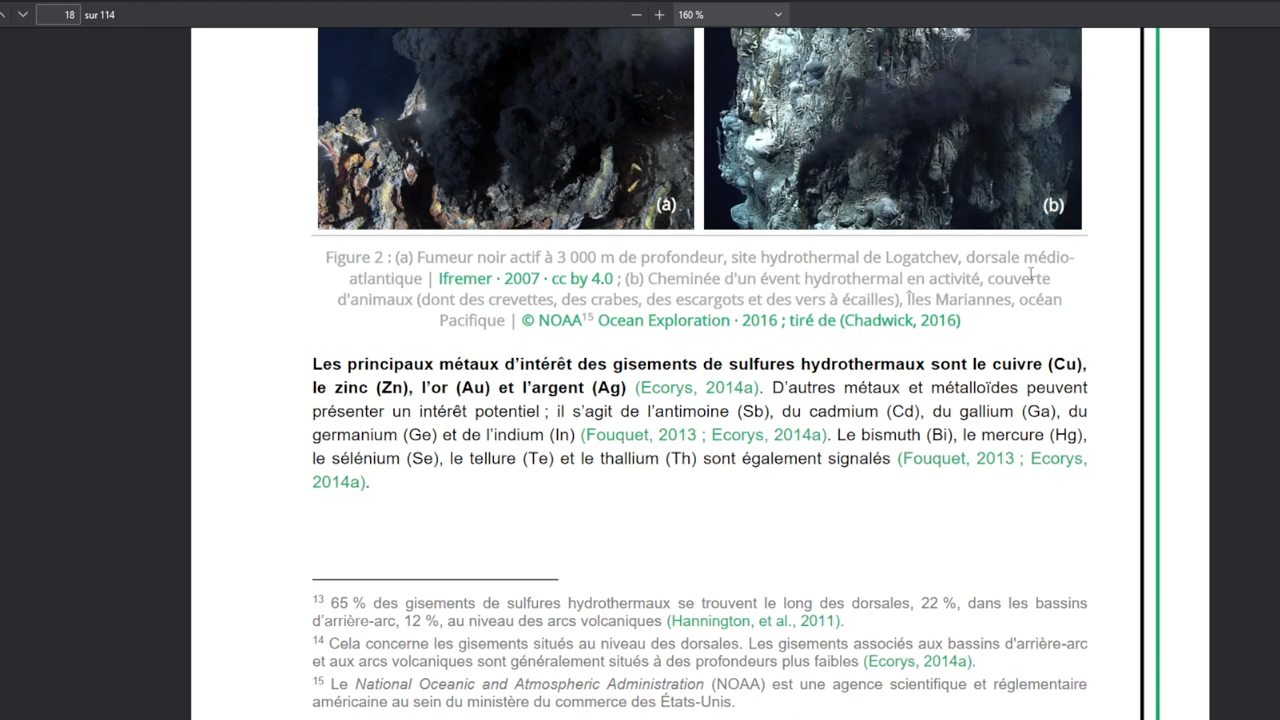 18 sur 114
160 %
(a)
(b)
Figure 2 : (a) Fumeur noir actif à 3 000 m de profondeur, site hydrothermal de Logatchev, dorsale médio-
atlantique | Ifremer · 2007 · cc by 4.0 ; (b) Cheminée d'un évent hydrothermal en activité, couverte
d'animaux (dont des crevettes, des crabes, des escargots et des vers à écailles), Îles Mariannes, océan
Pacifique | © NOAA15 Ocean Exploration · 2016 ; tiré de (Chadwick, 2016)
Les principaux métaux d'intérêt des gisements de sulfures hydrothermaux sont le cuivre (Cu),
le zinc (Zn), l'or (Au) et l'argent (Ag) (Ecorys, 2014a). D'autres métaux et métalloïdes peuvent
présenter un intérêt potentiel ; il s'agit de l'antimoine (Sb), du cadmium (Cd), du gallium (Ga), du
germanium (Ge) et de l'indium (In) (Fouquet, 2013 ; Ecorys, 2014a). Le bismuth (Bi), le mercure (Hg),
le sélénium (Se), le tellure (Te) et le thallium (Th) sont également signalés (Fouquet, 2013 ; Ecorys,
2014a).
13 65 % des gisements de sulfures hydrothermaux se trouvent le long des dorsales, 22 %, dans les bassins
d'arrière-arc, 12 %, au niveau des arcs volcaniques (Hannington, et al., 2011).
14 Cela concerne les gisements situés au niveau des dorsales. Les gisements associés aux bassins d'arrière-arc
et aux arcs volcaniques sont généralement situés à des profondeurs plus faibles (Ecorys, 2014a).
15 Le National Oceanic and Atmospheric Administration (NOAA) est une agence scientifique et réglementaire
américaine au sein du ministère du commerce des États-Unis.